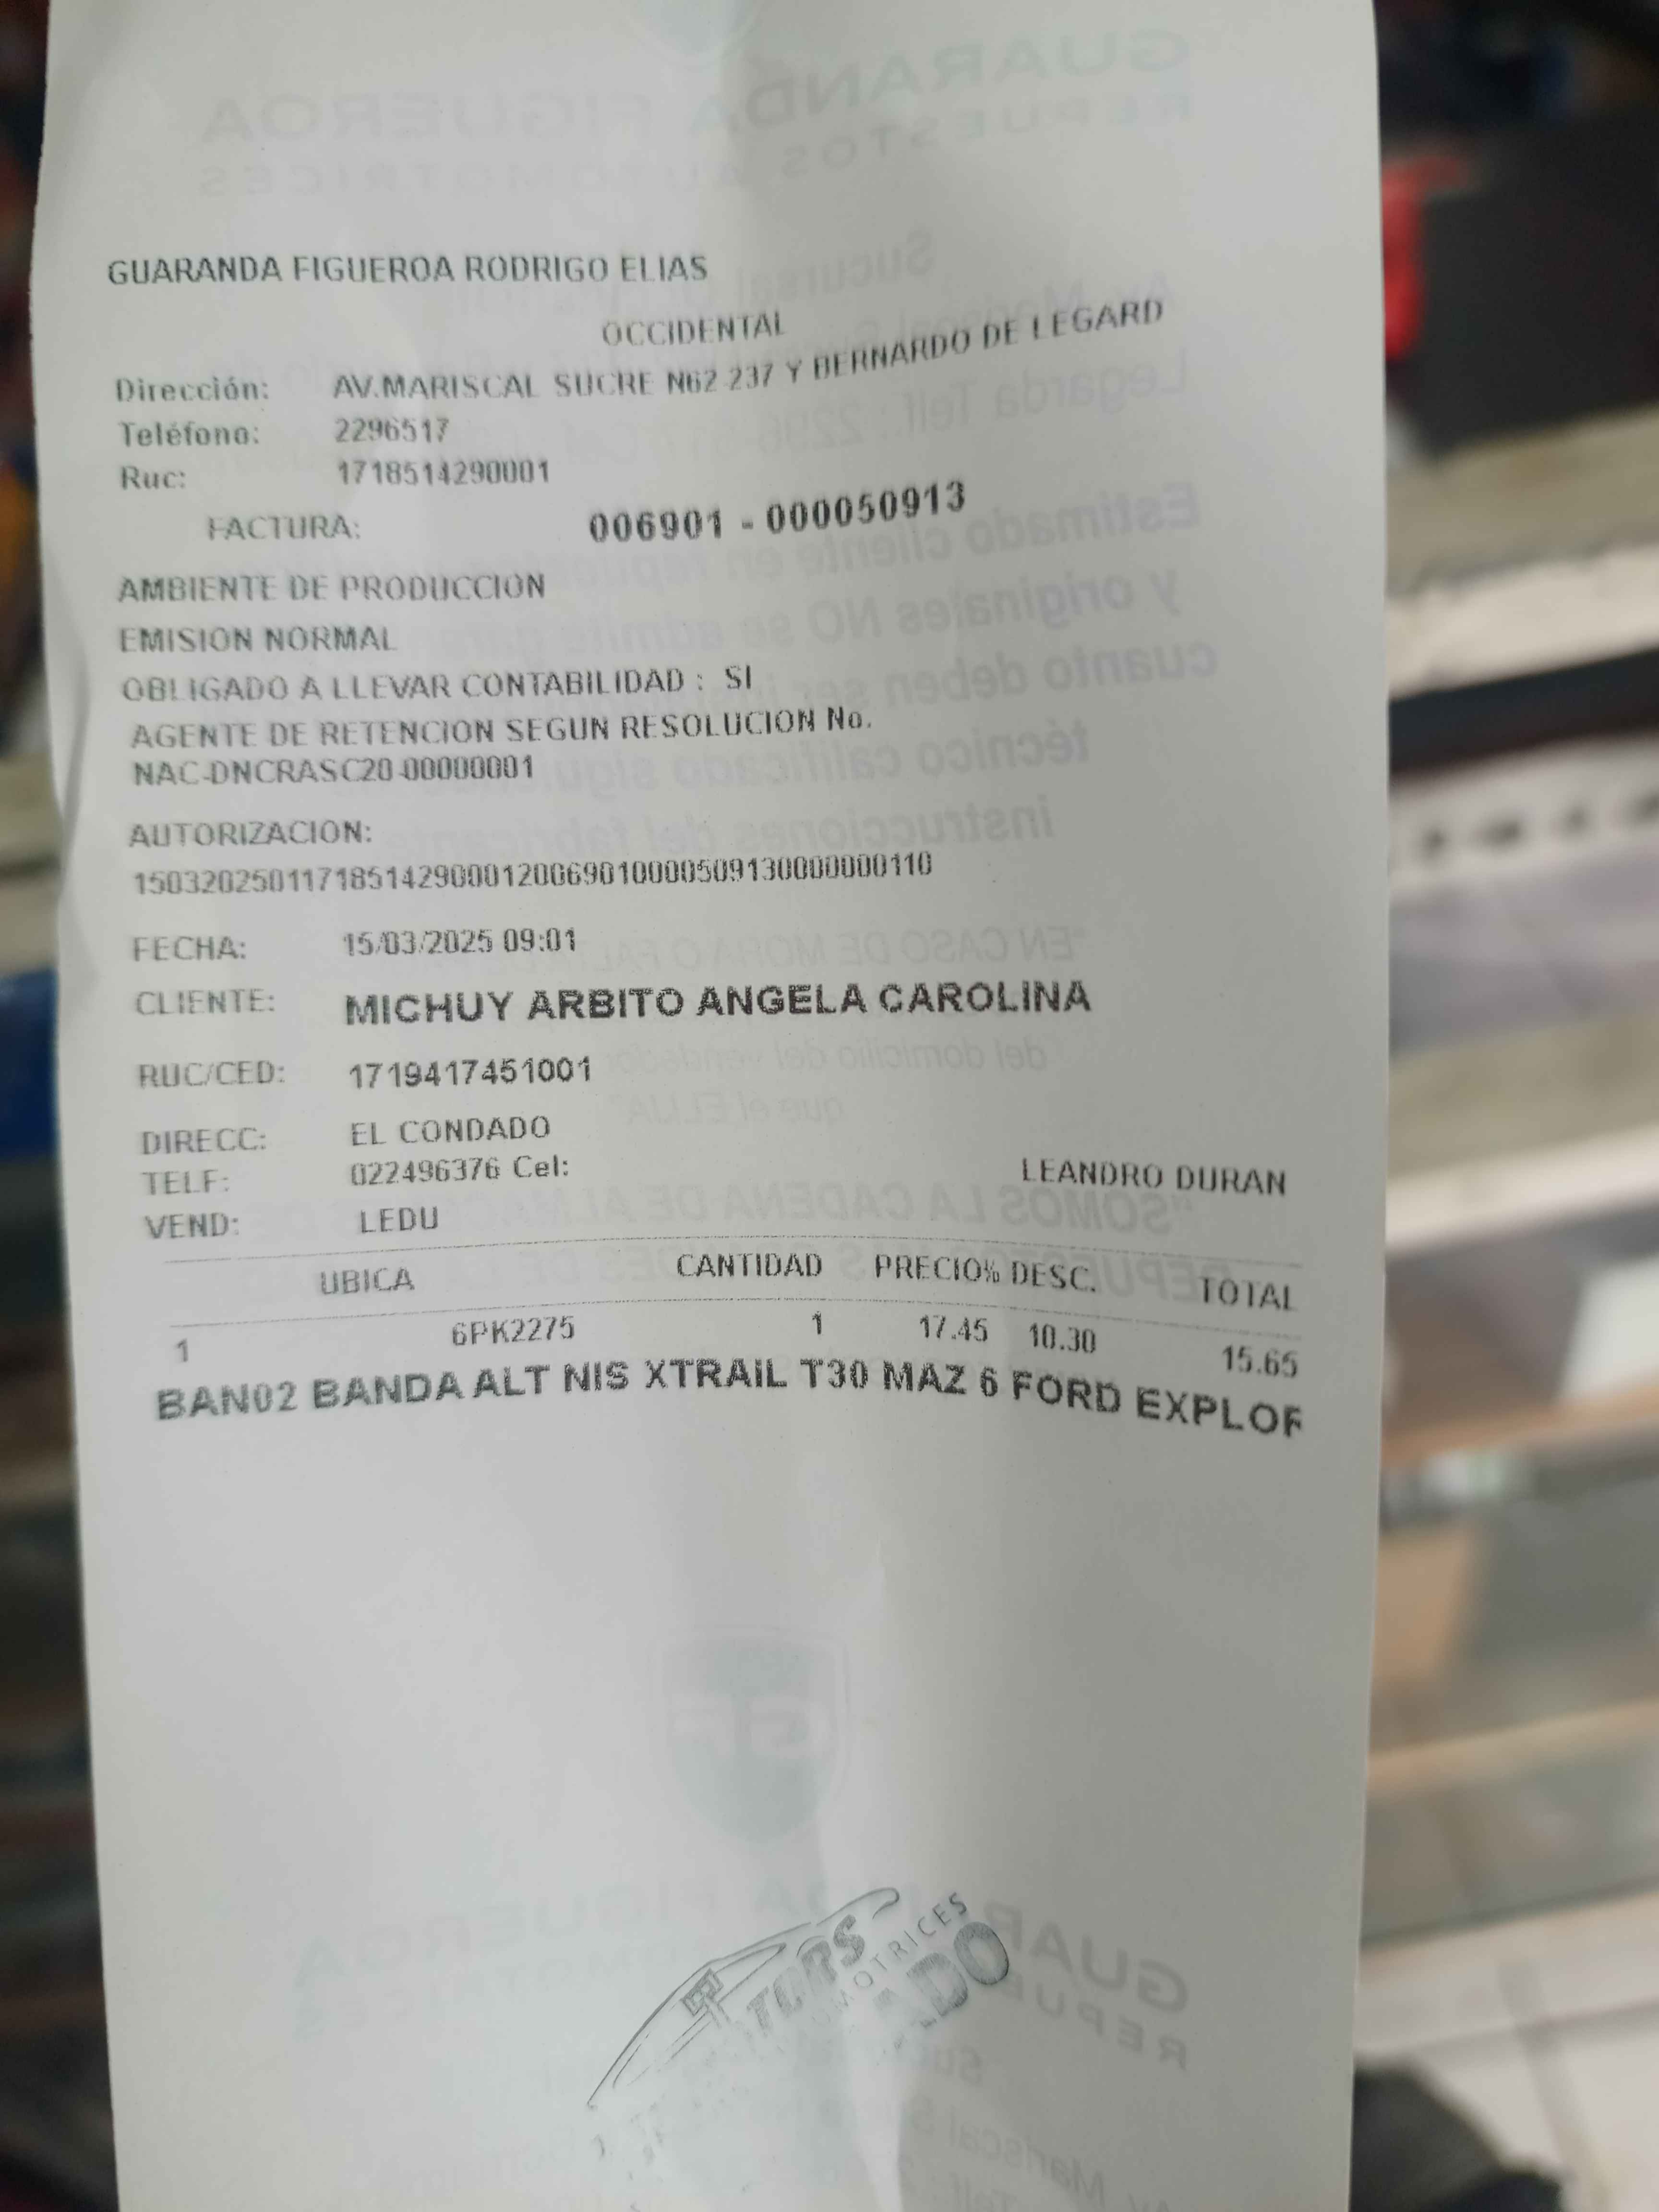 GUARANDA FIGUEROA RODRIGO ELIAS
OCCIDENTAL
Dirección: AV.MARISCAL SUCRE N62-237 Y BERNARDO DE LEGARD
Teléfono: 2296517
Ruc: 1718514290001
FACTURA: 006901 - 000050913
AMBIENTE DE PRODUCCION
EMISION NORMAL
OBLIGADO A LLEVAR CONTABILIDAD : SI
AGENTE DE RETENCION SEGUN RESOLUCION No.
NAC-DNCRASC20-00000001
AUTORIZACION:
1503202501171851429000120069010000509130000000110
FECHA: 15/03/2025 09:01
CLIENTE: MICHUY ARBITO ANGELA CAROLINA
RUC/CED: 1719417451001
DIRECC: EL CONDADO
TELF: 022496376 Cel:
VEND: LEDU LEANDRO DURAN
UBICA CANTIDAD PRECIO% DESC. TOTAL
1 6PK2275 1 17.45 10.30 15.65
BAN02 BANDA ALT NIS XTRAIL T30 MAZ 6 FORD EXPLOR